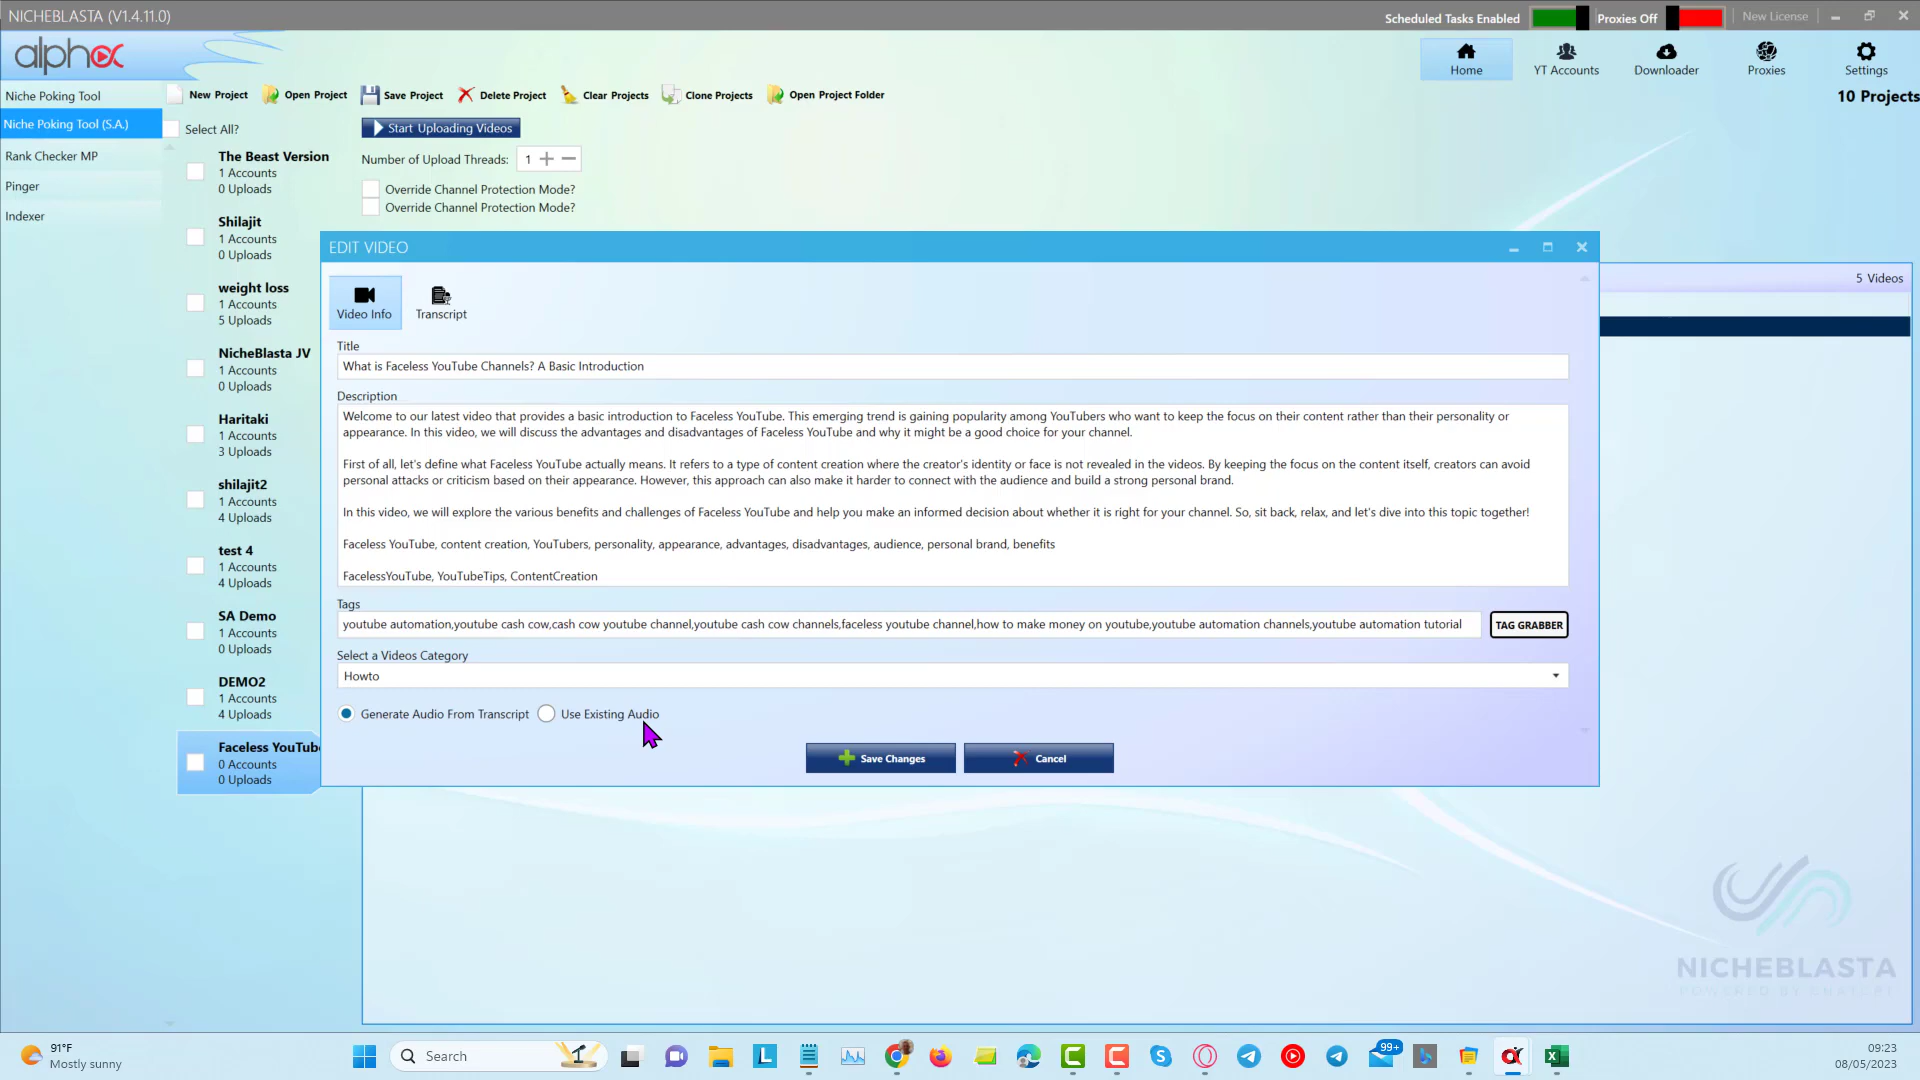 NICHEBLASTA (V1.4.11.0)
Scheduled Tasks Enabled
Proxies Off
New License
Home
YT Accounts
Downloader
Proxies
Settings
Niche Poking Tool
New Project
Open Project
Save Project
Delete Project
Clear Projects
Clone Projects
Open Project Folder
10 Projects
Niche Poking Tool (S.A.)
Select All?
Start Uploading Videos
Rank Checker MP
Pinger
Indexer
The Beast Version
1 Accounts
0 Uploads
Number of Upload Threads: 1
Override Channel Protection Mode?
Override Channel Protection Mode?
Shilajit
1 Accounts
0 Uploads
weight loss
1 Accounts
5 Uploads
NicheBlasta JV
1 Accounts
0 Uploads
Haritaki
1 Accounts
3 Uploads
shilajit2
1 Accounts
4 Uploads
test 4
1 Accounts
4 Uploads
SA Demo
1 Accounts
0 Uploads
DEMO2
1 Accounts
4 Uploads
Faceless YouTub
0 Accounts
0 Uploads
EDIT VIDEO
5 Videos
Video Info
Transcript
Title
What is Faceless YouTube Channels? A Basic Introduction
Description
Welcome to our latest video that provides a basic introduction to Faceless YouTube. This emerging trend is gaining popularity among YouTubers who want to keep the focus on their content rather than their personality or
appearance. In this video, we will discuss the advantages and disadvantages of Faceless YouTube and why it might be a good choice for your channel.
First of all, let's define what Faceless YouTube actually means. It refers to a type of content creation where the creator's identity or face is not revealed in the videos. By keeping the focus on the content itself, creators can avoid
personal attacks or criticism based on their appearance. However, this approach can also make it harder to connect with the audience and build a strong personal brand.
In this video, we will explore the various benefits and challenges of Faceless YouTube and help you make an informed decision about whether it is right for your channel. So, sit back, relax, and let's dive into this topic together!
Faceless YouTube, content creation, YouTubers, personality, appearance, advantages, disadvantages, audience, personal brand, benefits
FacelessYouTube, YouTubeTips, ContentCreation
Tags
youtube automation,youtube cash cow,cash cow youtube channel,youtube cash cow channels,faceless youtube channel,how to make money on youtube,youtube automation channels,youtube automation tutorial
TAG GRABBER
Select a Videos Category
Howto
Generate Audio From Transcript
Use Existing Audio
Save Changes
Cancel
NICHEBLASTA
91°F
Mostly sunny
Search
99+
09:23
08/05/2023